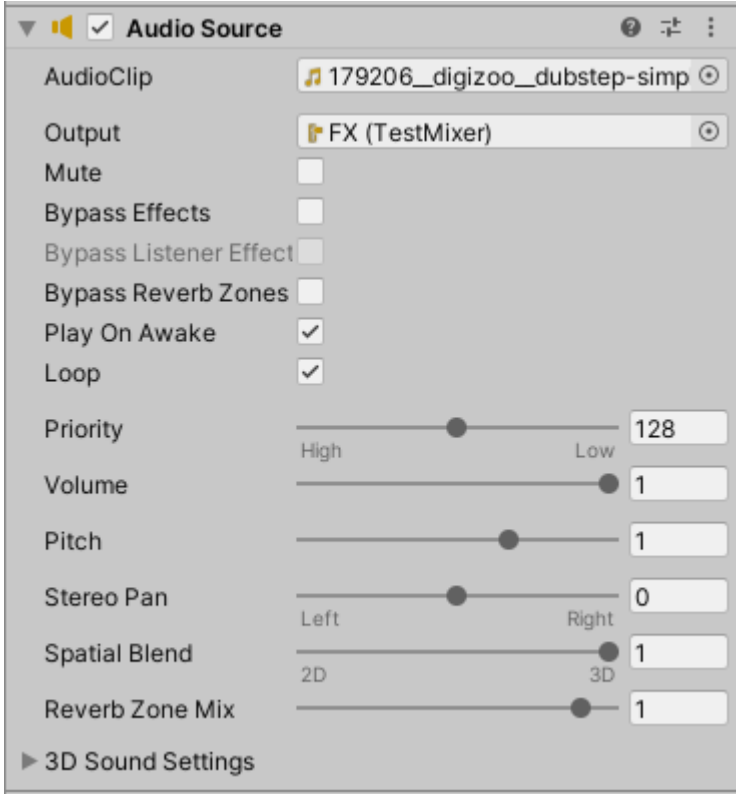 Audio Source
AudioClip 179206__digizoo__dubstep-simp
Output FX (TestMixer)
Mute
Bypass Effects
Bypass Listener Effect
Bypass Reverb Zones
Play On Awake
Loop
Priority 128
High Low
Volume 1
Pitch 1
Stereo Pan 0
Left Right
Spatial Blend 1
2D 3D
Reverb Zone Mix 1
3D Sound Settings